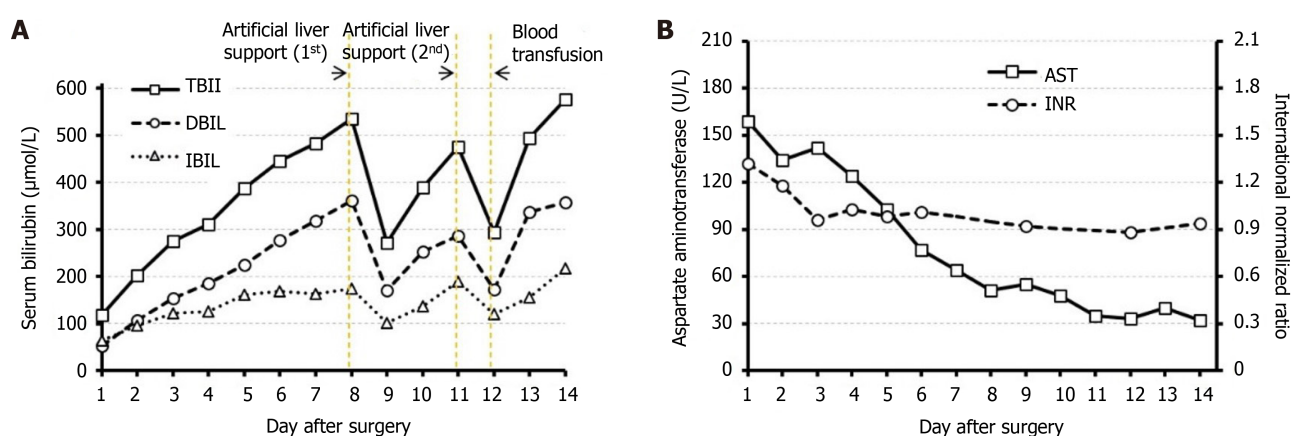 A
Artificial liver
support (1st)
Artificial liver
support (2nd)
Blood
transfusion
TBII
DBIL
IBIL
Serum bilirubin (μmol/L)
600
500
400
300
200
100
0
1 2 3 4 5 6 7 8 9 10 11 12 13 14
Day after surgery
B
AST
INR
Aspartate aminotransferase (U/L)
210
180
150
120
90
60
30
0
2.1
1.8
1.5
1.2
0.9
0.6
0.3
0
International normalized ratio
1 2 3 4 5 6 7 8 9 10 11 12 13 14
Day after surgery